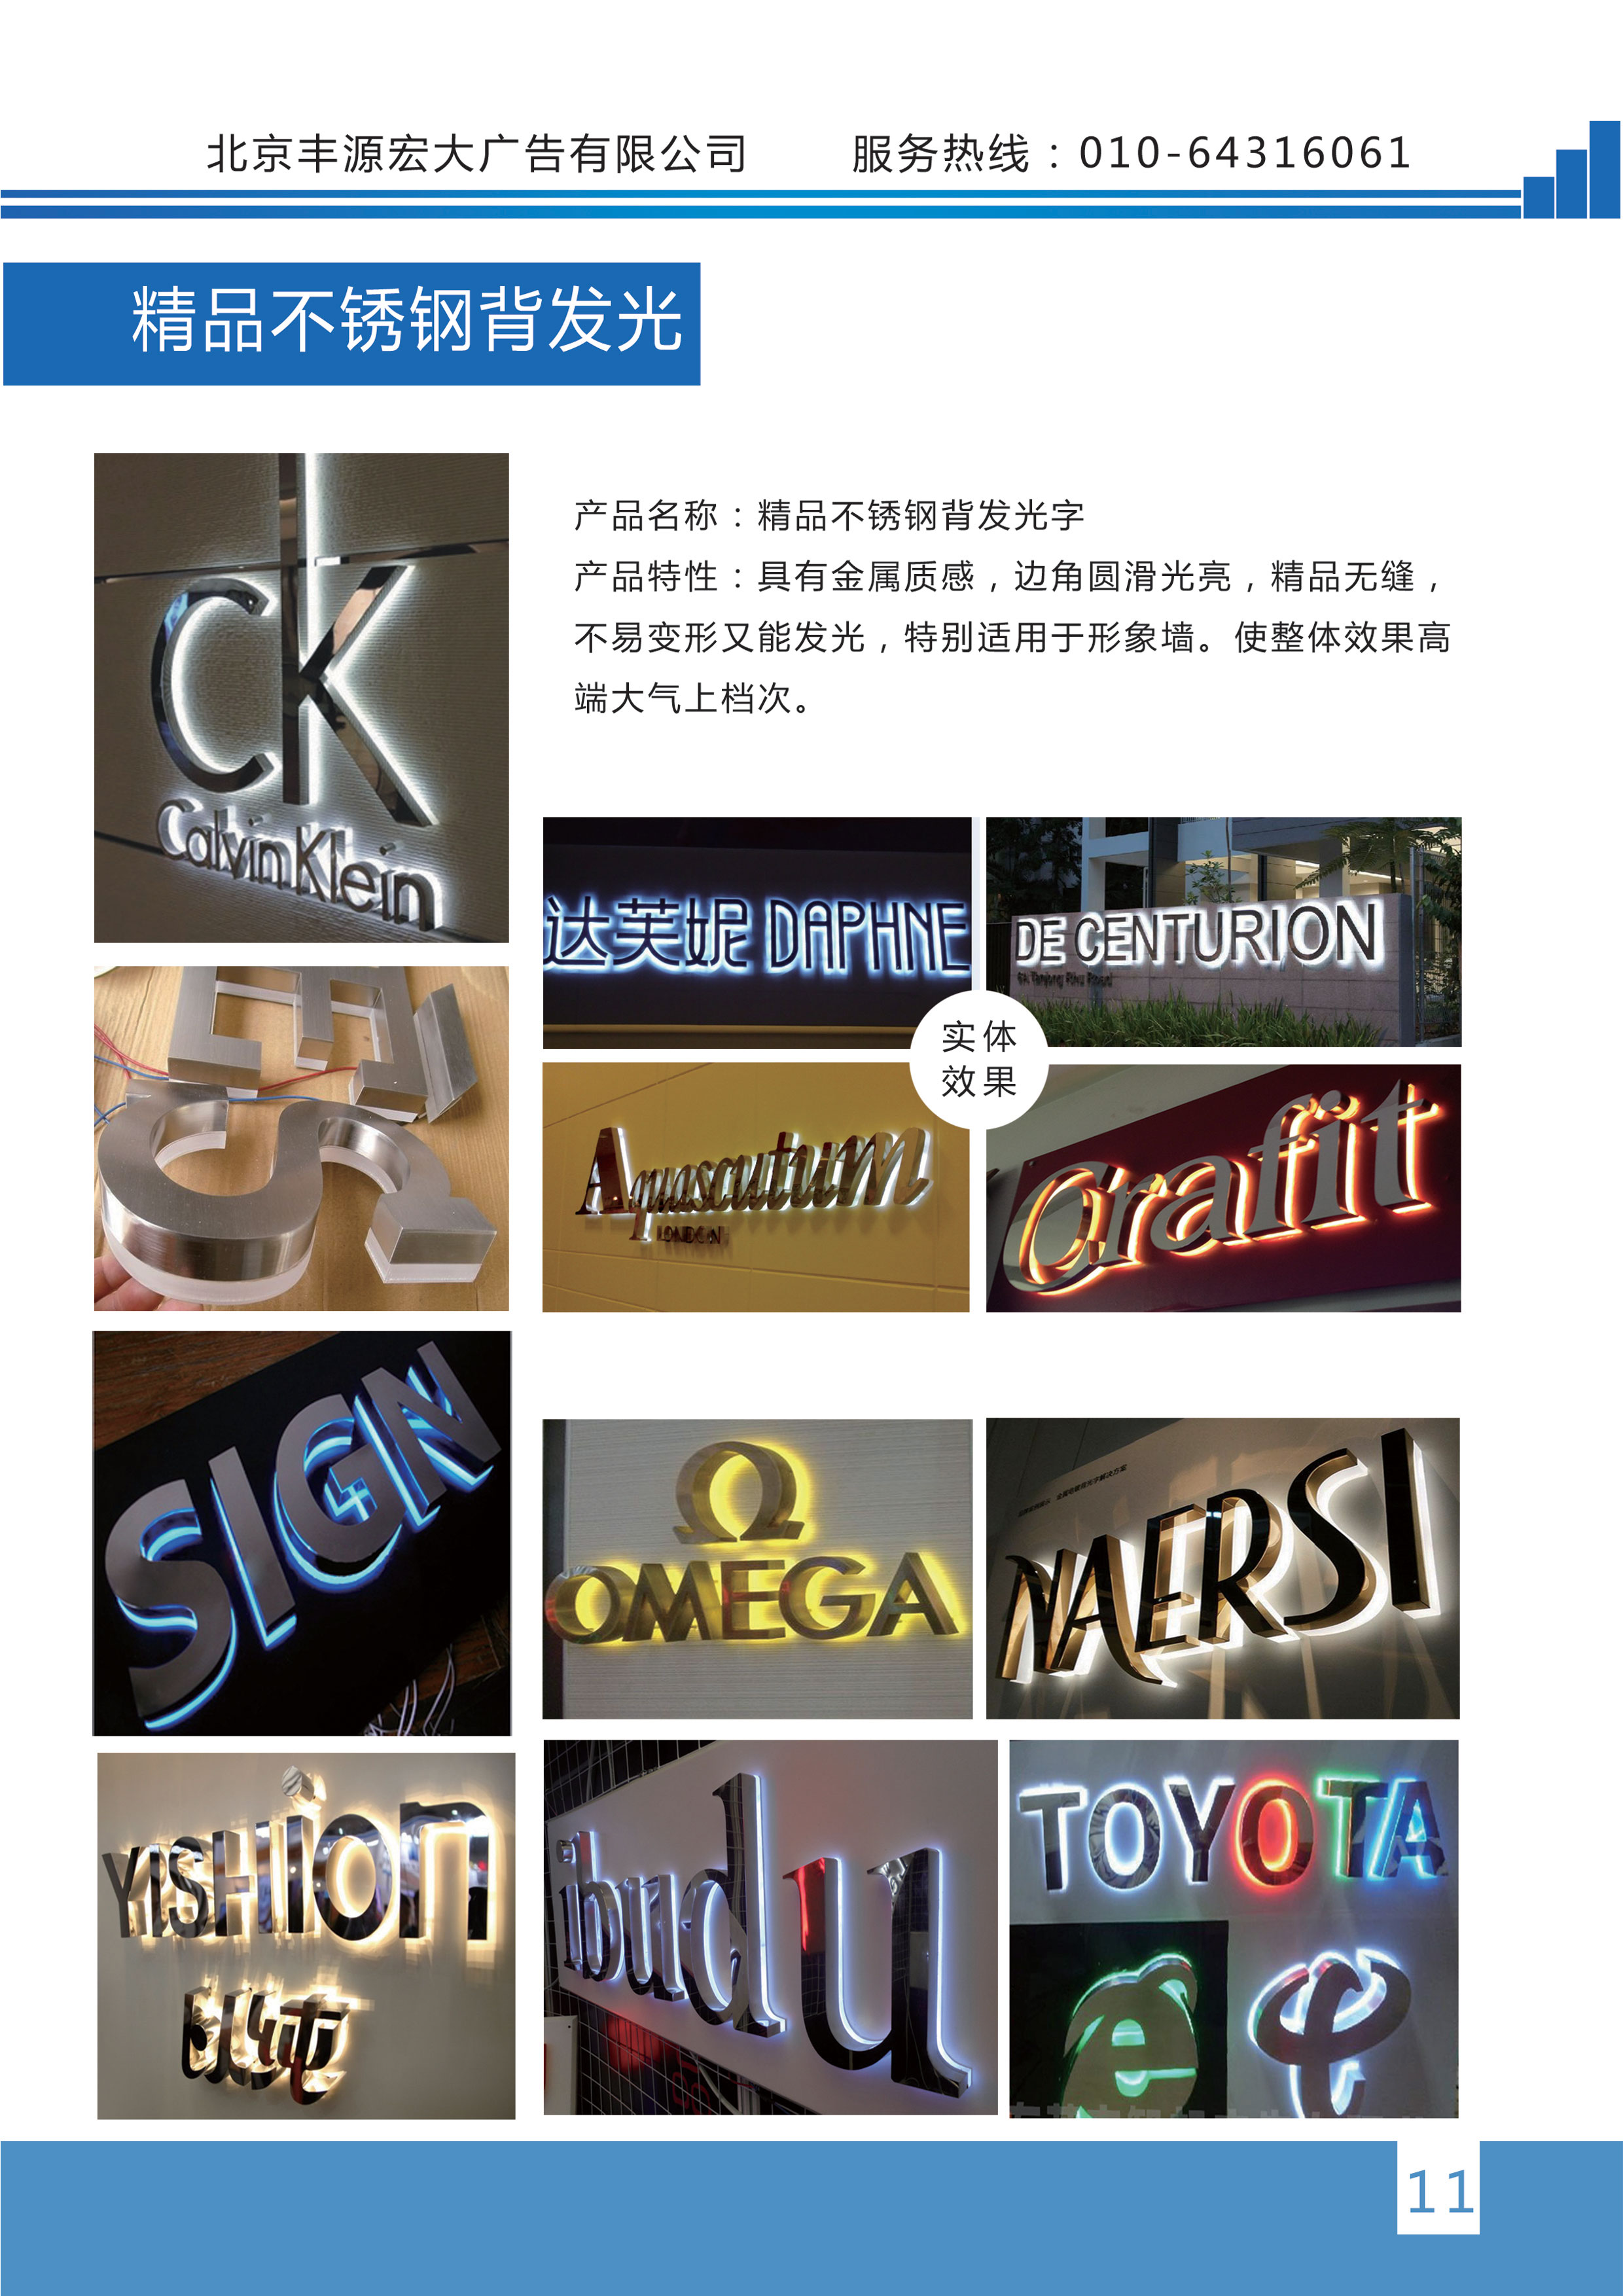 北京丰源宏大广告有限公司 服务热线：010-64316061
精品不锈钢背发光
产品名称：精品不锈钢背发光字
产品特性：具有金属质感，边角圆滑光亮，精品无缝，
不易变形又能发光，特别适用于形象墙。使整体效果高
端大气上档次。
CK
Calvin Klein
达芙妮 DAPHNE
DE CENTURION
实体
效果
Aquascutum
LONDON
Crafit
SIGN
OMEGA
NAERSI
YISHion
ibudu
TOYOTA
11